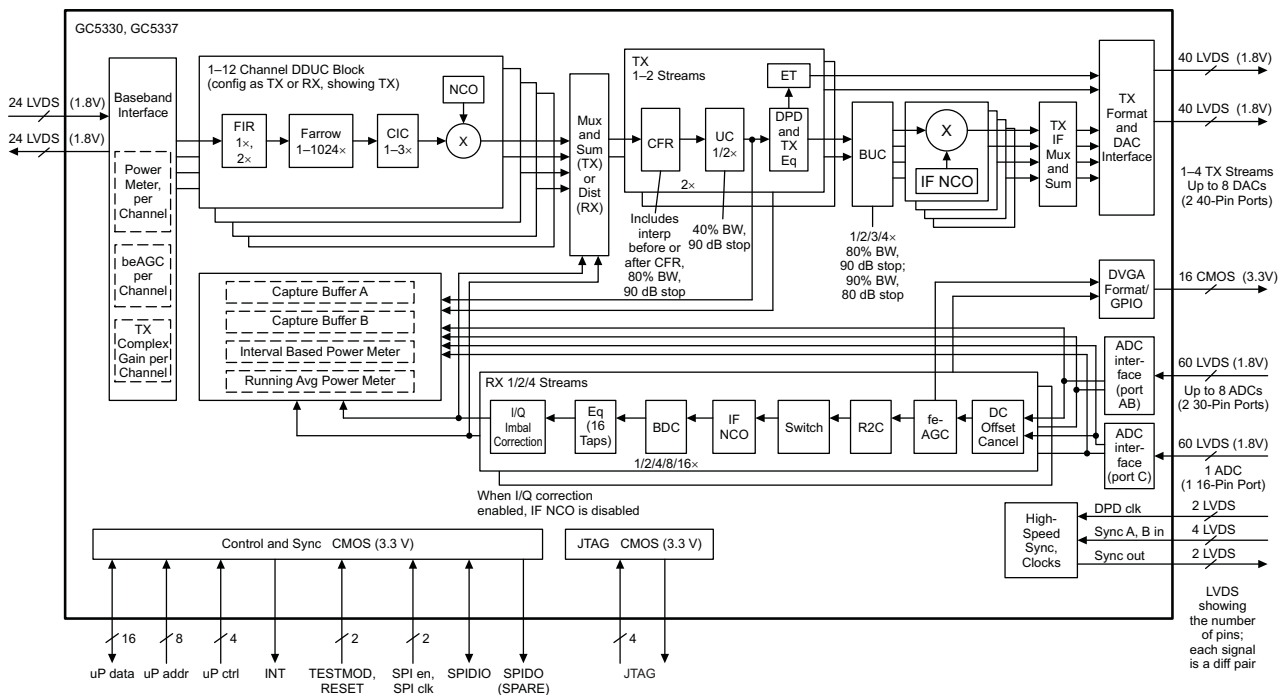 GC5330, GC5337
24 LVDS (1.8V)
24 LVDS (1.8V)
Baseband
Interface
Power
Meter,
per
Channel
beAGC
per
Channel
TX
Complex
Gain per
Channel
1–12 Channel DDUC Block
(config as TX or RX, showing TX)
FIR
1×,
2×
Farrow
1–1024×
CIC
1–3×
NCO
X
Mux
and
Sum
(TX)
or
Dist
(RX)
TX
1–2 Streams
CFR
UC
1/2×
ET
DPD
and
TX
Eq
2×
Includes
interp
before or
after CFR,
80% BW,
90 dB stop
40% BW,
90 dB stop
BUC
1/2/3/4×
80% BW,
90 dB stop;
90% BW,
80 dB stop
X
IF NCO
TX
IF
Mux
and
Sum
TX
Format
and
DAC
Interface
40 LVDS (1.8V)
40 LVDS (1.8V)
1–4 TX Streams
Up to 8 DACs
(2 40-Pin Ports)
Capture Buffer A
Capture Buffer B
Interval Based Power Meter
Running Avg Power Meter
DVGA
Format/
GPIO
16 CMOS (3.3V)
ADC
inter-
face
(port
AB)
60 LVDS (1.8V)
Up to 8 ADCs
(2 30-Pin Ports)
ADC
inter-
face
(port C)
60 LVDS (1.8V)
1 ADC
(1 16-Pin Port)
RX 1/2/4 Streams
I/Q
Imbal
Correction
Eq
(16
Taps)
BDC
IF
NCO
Switch
R2C
fe-
AGC
DC
Offset
Cancel
1/2/4/8/16×
When I/Q correction
enabled, IF NCO is disabled
High-
Speed
Sync,
Clocks
DPD clk
2 LVDS
Sync A, B in
4 LVDS
Sync out
2 LVDS
LVDS
showing
the number
of pins;
each signal
is a diff pair
Control and Sync CMOS (3.3 V)
JTAG CMOS (3.3 V)
16
8
4
2
2
4
uP data
uP addr
uP ctrl
INT
TESTMOD,
RESET
SPI en,
SPI clk
SPIDIO
SPIDO
(SPARE)
JTAG